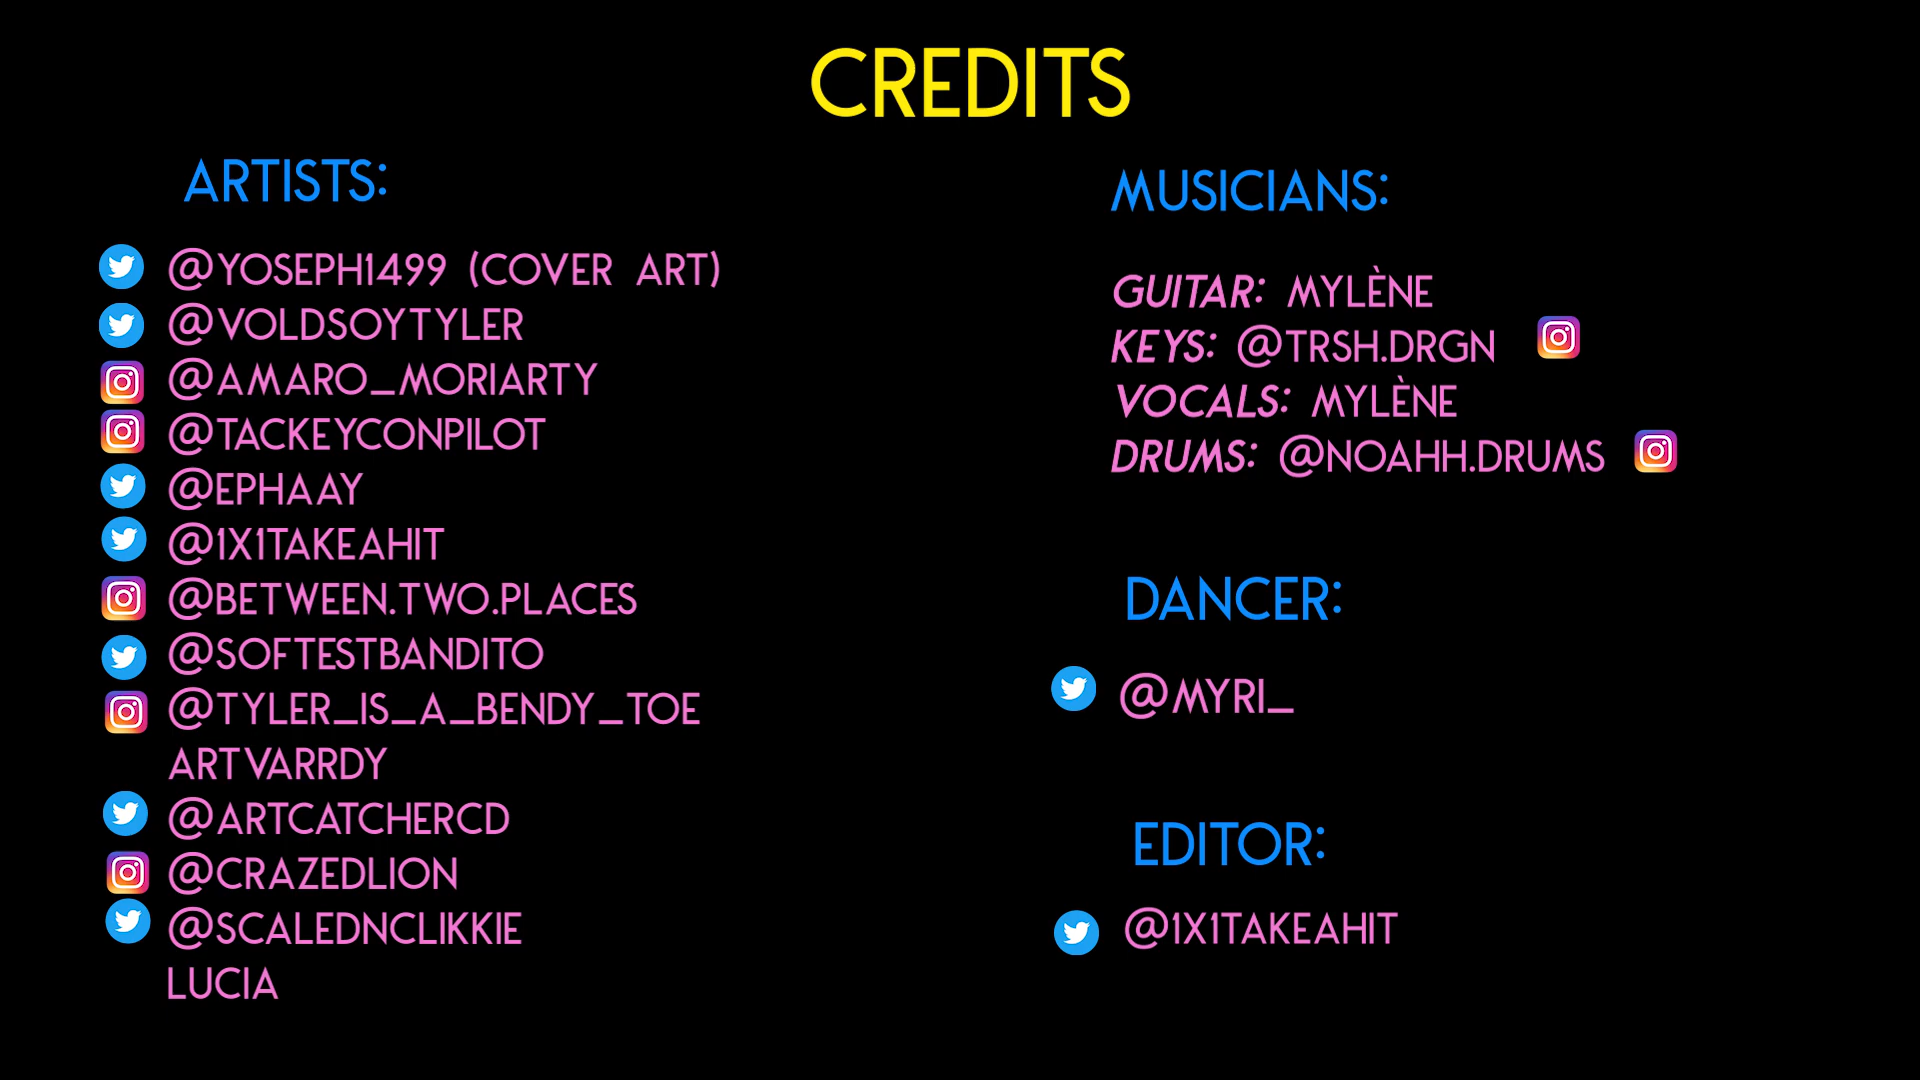 CREDITS
ARTISTS:
@YOSEPH1499 (COVER ART)
@VOLDSOYTYLER
@AMARO_MORIARTY
@TACKEYCONPILOT
@EPHAAY
@1X1TAKEAHIT
@BETWEEN.TWO.PLACES
@SOFTESTBANDITO
@TYLER_IS_A_BENDY_TOE
ARTVARRDY
@ARTCATCHERCD
@CRAZEDLION
@SCALEDNCLIKKIE
LUCIA
MUSICIANS:
GUITAR: MYLÈNE
KEYS: @TRSH.DRGN
VOCALS: MYLÈNE
DRUMS: @NOAHH.DRUMS
DANCER:
@MYRI_
EDITOR:
@1X1TAKEAHIT